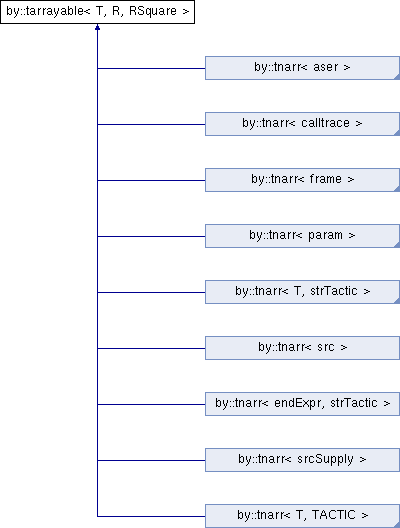 by::tarrayable< T, R, RSquare >
by::tnarr< aser >
by::tnarr< calltrace >
by::tnarr< frame >
by::tnarr< param >
by::tnarr< T, strTactic >
by::tnarr< src >
by::tnarr< endExpr, strTactic >
by::tnarr< srcSupply >
by::tnarr< T, TACTIC >